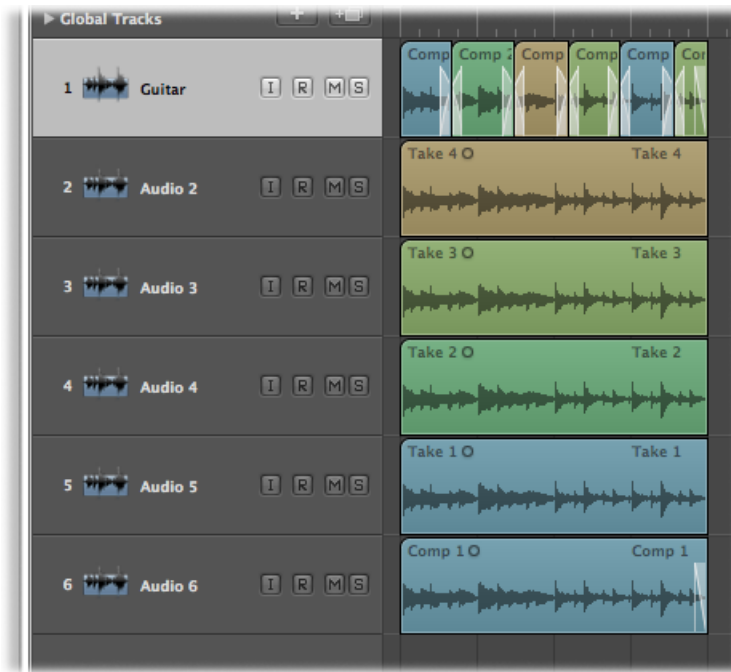 Global Tracks
Comp Comp 2 Comp Comp Comp Cor
1 Guitar I R M S
Take 4 Take 4
2 Audio 2 I R M S
Take 3 Take 3
3 Audio 3 I R M S
Take 2 Take 2
4 Audio 4 I R M S
Take 1 Take 1
5 Audio 5 I R M S
Comp 1 Comp 1
6 Audio 6 I R M S